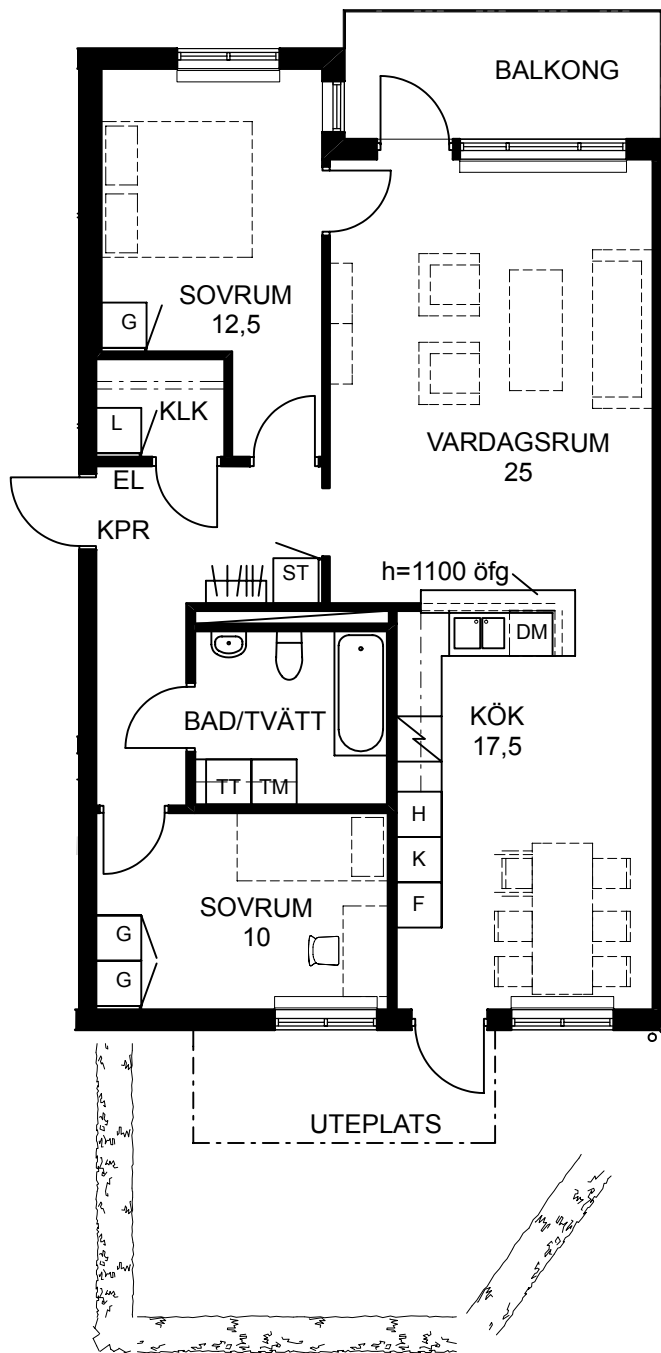 BALKONG
SOVRUM
12,5
G
KLK
L
VARDAGSRUM
25
EL
KPR
ST
h=1100 öfg
DM
BAD/TVÄTT
KÖK
17,5
TT
TM
H
K
F
SOVRUM
10
G
G
UTEPLATS